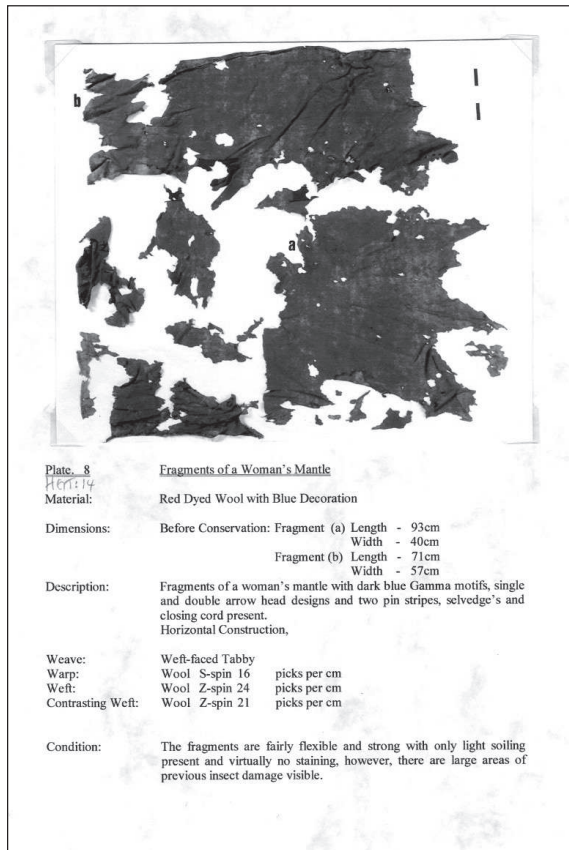 b
a
Plate. 8 Fragments of a Woman's Mantle
HCT:14
Material: Red Dyed Wool with Blue Decoration
Dimensions: Before Conservation: Fragment (a) Length - 93cm
Width - 40cm
Fragment (b) Length - 71cm
Width - 57cm
Description: Fragments of a woman's mantle with dark blue Gamma motifs, single
and double arrow head designs and two pin stripes, selvedge's and
closing cord present.
Horizontal Construction,
Weave: Weft-faced Tabby
Warp: Wool S-spin 16 picks per cm
Weft: Wool Z-spin 24 picks per cm
Contrasting Weft: Wool Z-spin 21 picks per cm
Condition: The fragments are fairly flexible and strong with only light soiling
present and virtually no staining, however, there are large areas of
previous insect damage visible.